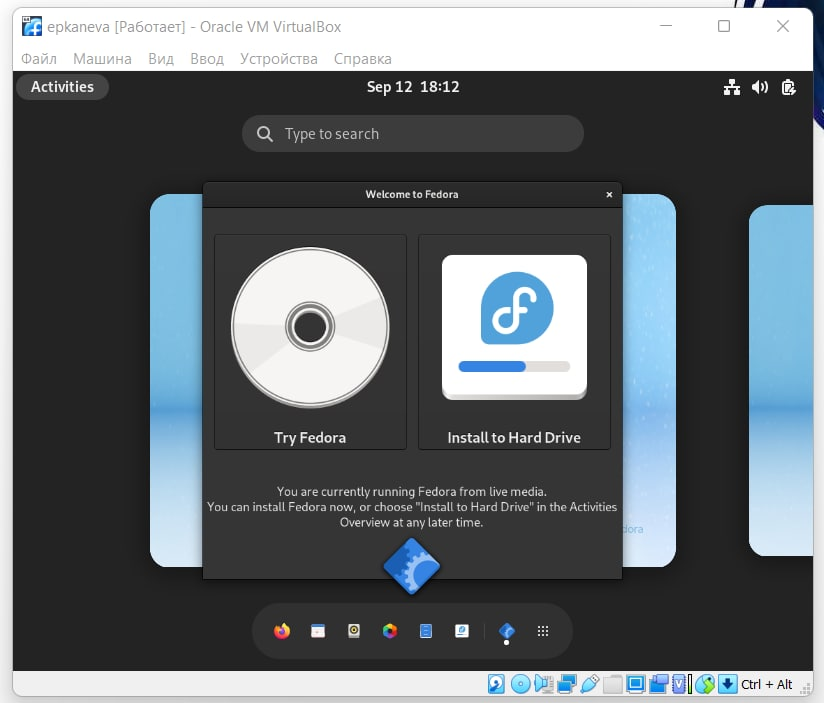 epkaneva [Работает] - Oracle VM VirtualBox
Файл Машина Вид Ввод Устройства Справка
Activities
Sep 12 18:12
Type to search
Welcome to Fedora
Try Fedora
Install to Hard Drive
You are currently running Fedora from live media.
You can install Fedora now, or choose "Install to Hard Drive" in the Activities
Overview at any later time.
dora
Ctrl + Alt